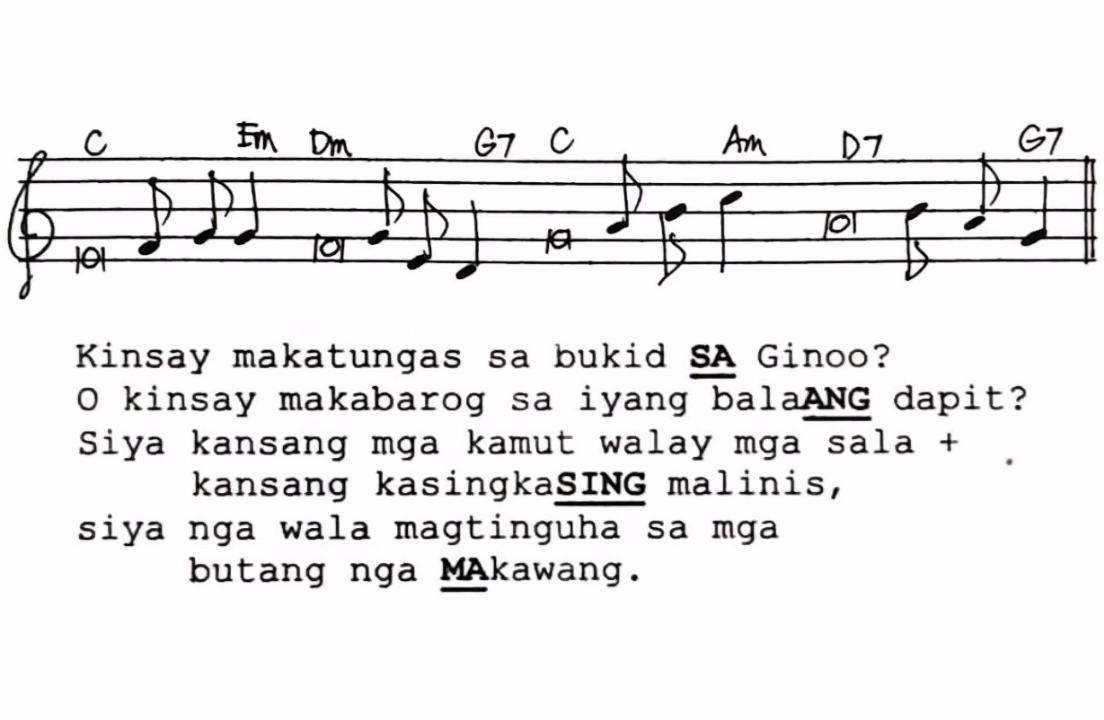 C Em Dm G7 C Am D7 G7
Kinsay makatungas sa bukid SA Ginoo?
O kinsay makabarog sa iyang balaANG dapit?
Siya kansang mga kamut walay mga sala +
kansang kasingkaSING malinis,
siya nga wala magtinguha sa mga
butang nga MAkawang.